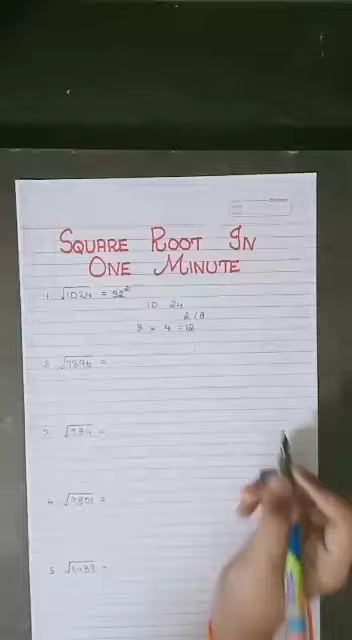 SQUARE ROOT IN
ONE MINUTE
1. √1024 = 32²
10 24
2/8
3 × 4 = 12
2. √7396 =
3. √784 =
4. √9801 =
5.